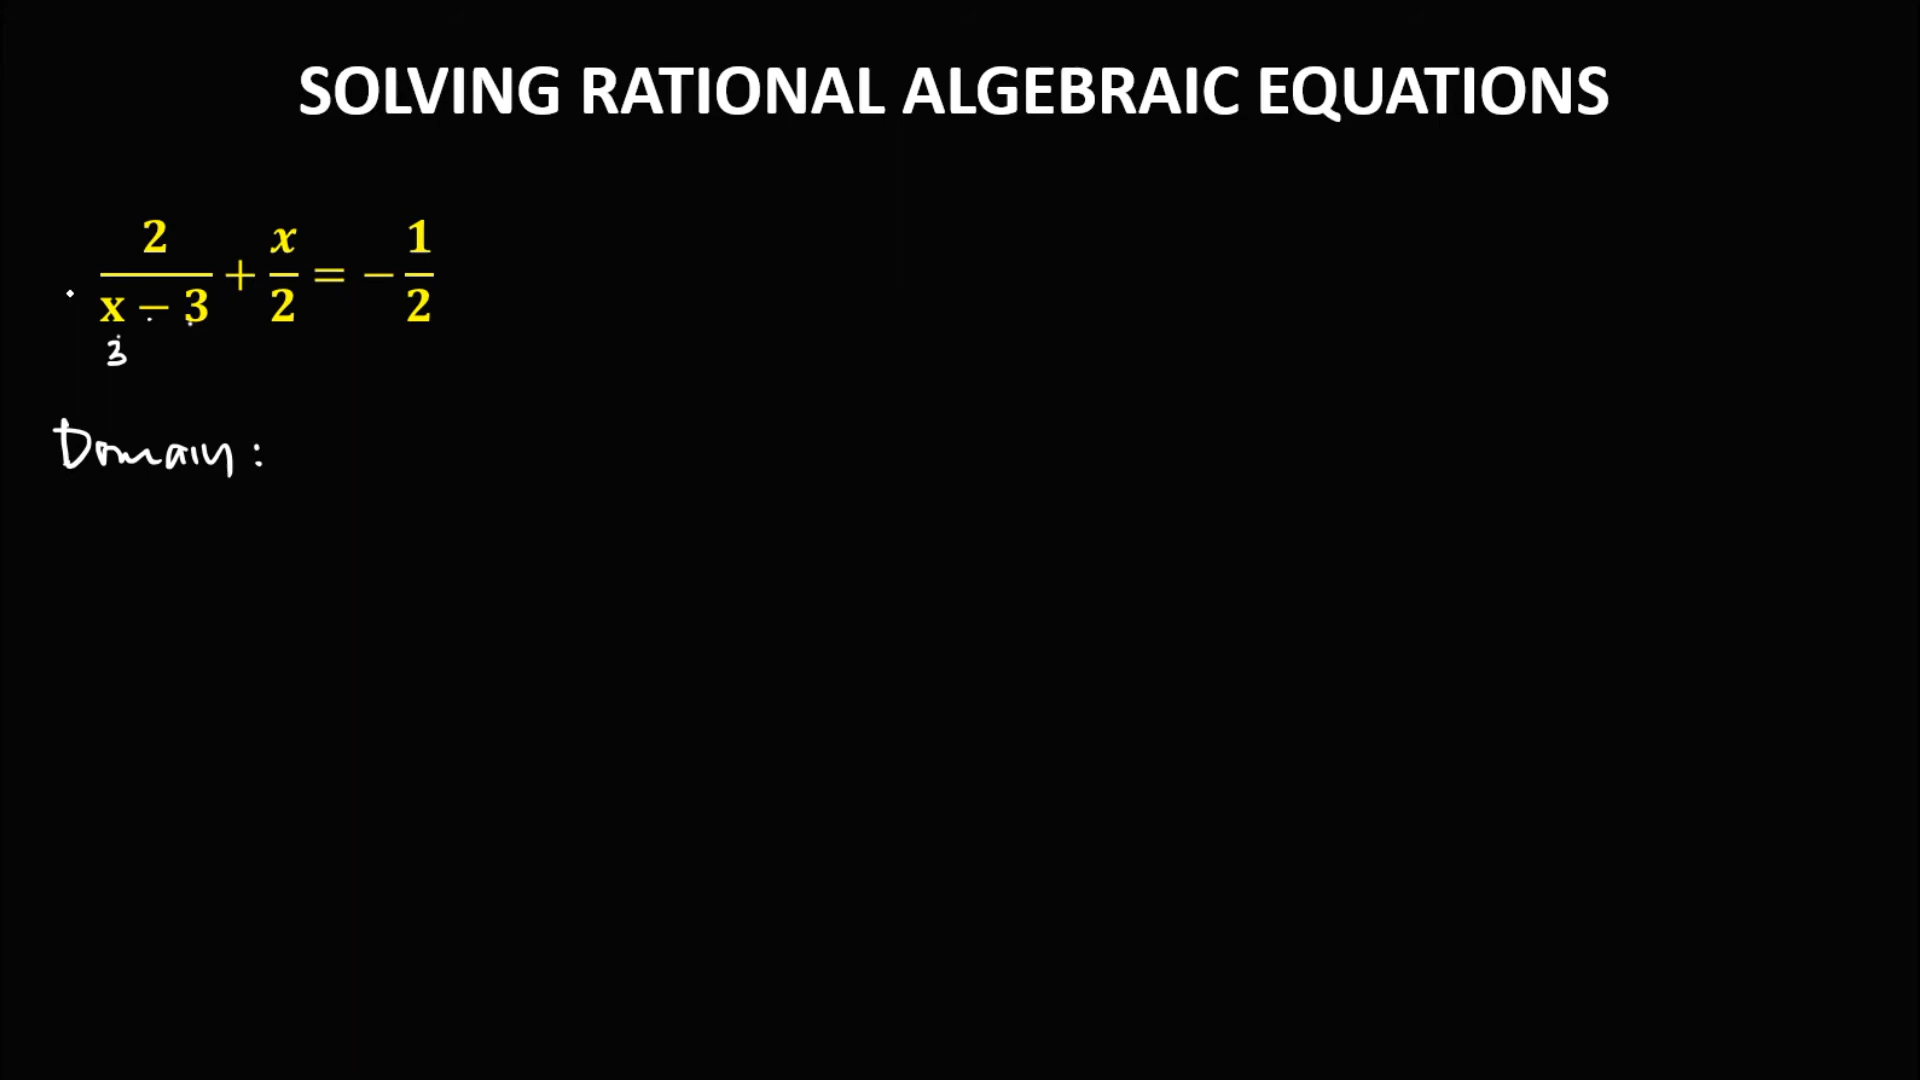 SOLVING RATIONAL ALGEBRAIC EQUATIONS
2/(x − 3) + x/2 = − 1/2
3
Domain: